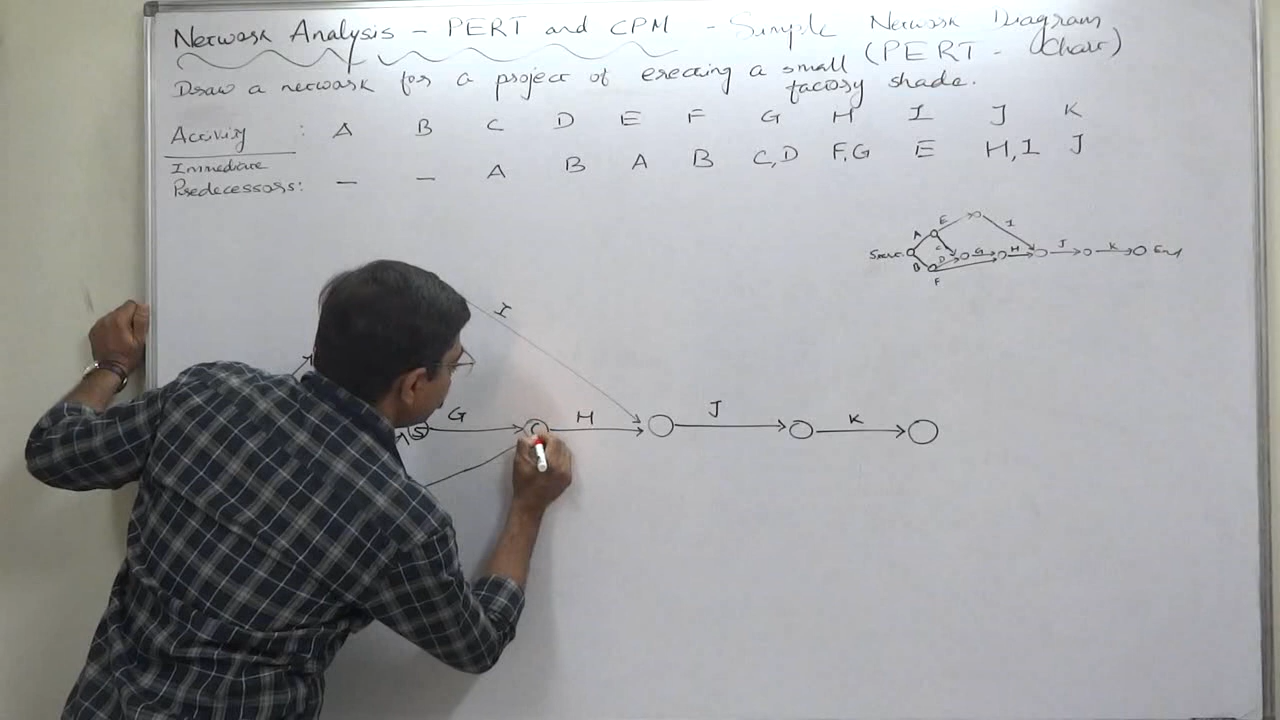 Network Analysis - PERT and CPM - Simple Network Diagram
(PERT - Chart)
Draw a network for a project of erecting a small factory shade.
Activity : A B C D E F G H I J K
Immediate
Predecessors: — — A B A B C,D F,G E H,I J
E
A I
Start C G H J K End
B D
F
I
G H J K
5